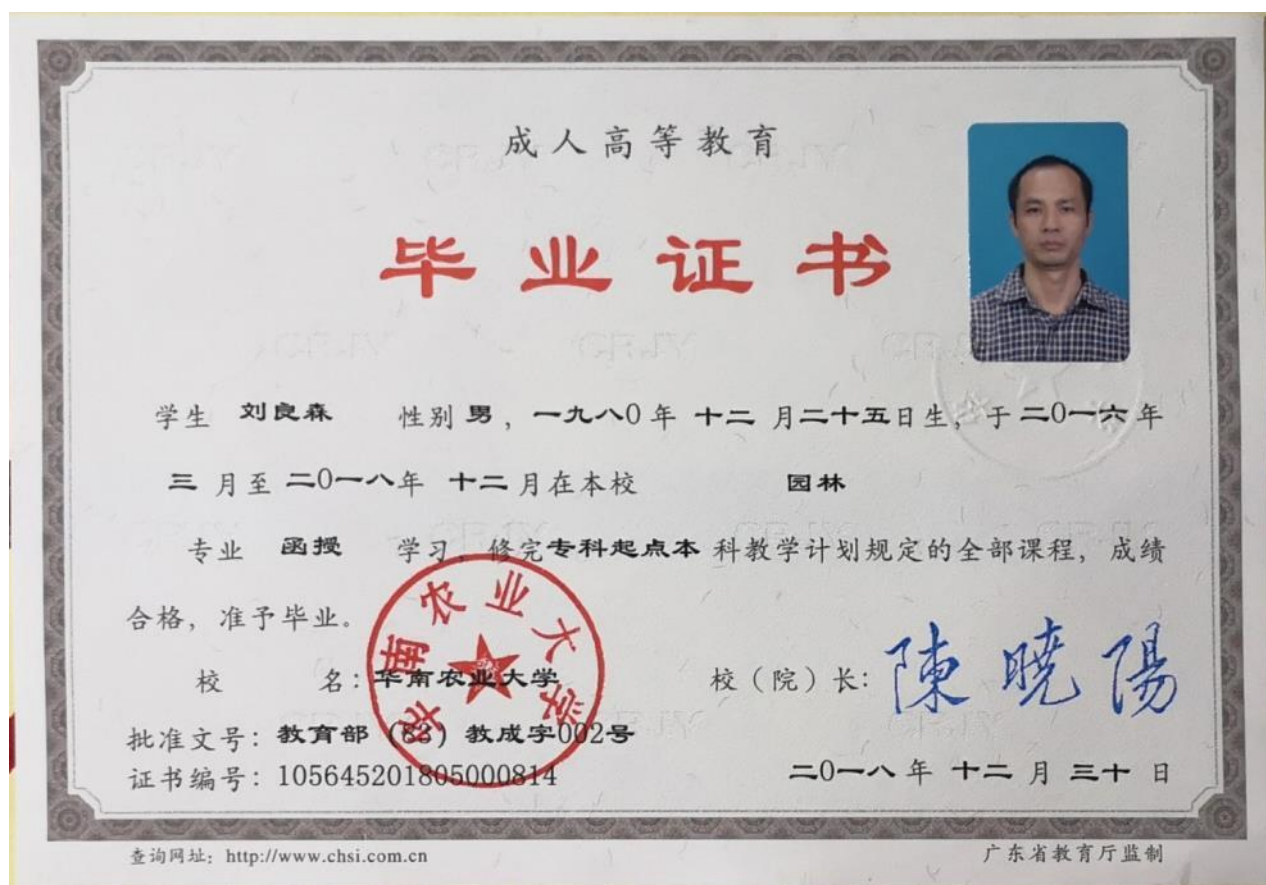 成人高等教育
毕业证书
学生 刘良森 性别 男，一九八0年 十二 月二十五日生，于二0一六年
三 月至 二0一八年 十二 月在本校 园林
专业 函授 学习，修完专科起点本 科教学计划规定的全部课程，成绩
合格，准予毕业。
华南农业大学
校 名：华南农业大学 校（院）长：陳曉陽
批准文号：教育部（83）教成字002号
证书编号：105645201805000814 二0一八年 十二 月 三十 日
查询网址：http://www.chsi.com.cn 广东省教育厅监制